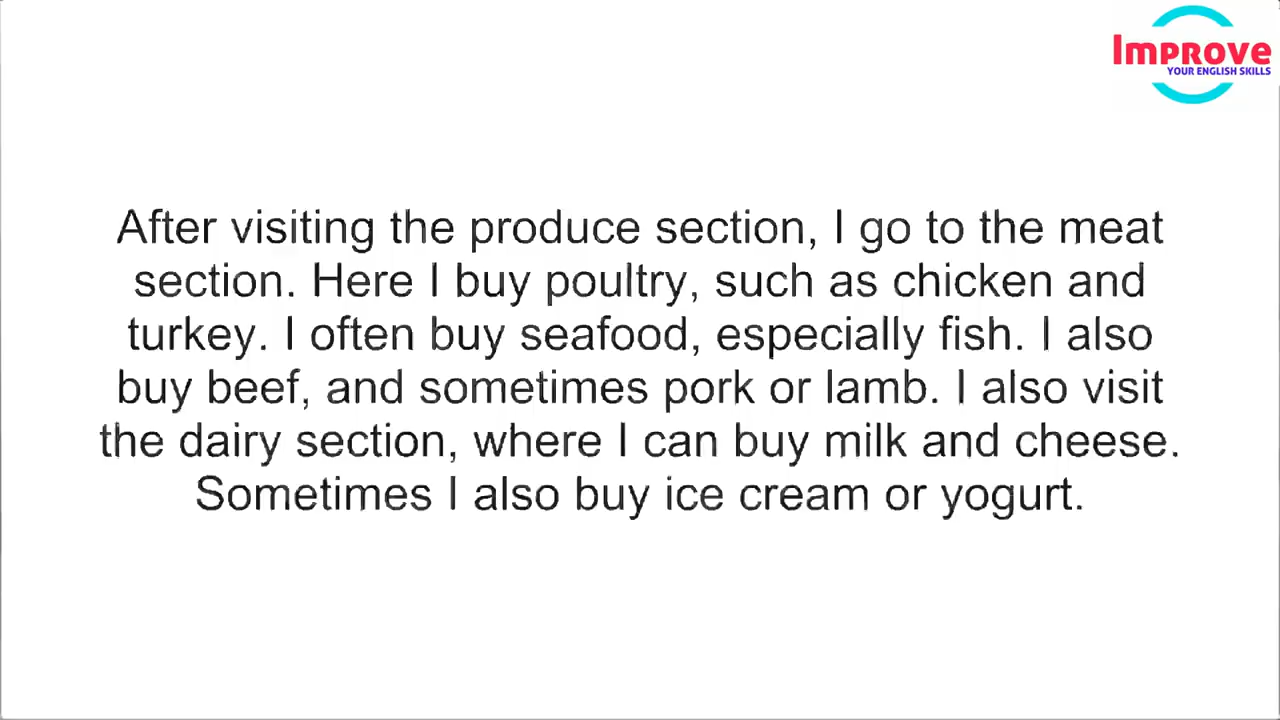 Improve
YOUR ENGLISH SKILLS
After visiting the produce section, I go to the meat
section. Here I buy poultry, such as chicken and
turkey. I often buy seafood, especially fish. I also
buy beef, and sometimes pork or lamb. I also visit
the dairy section, where I can buy milk and cheese.
Sometimes I also buy ice cream or yogurt.